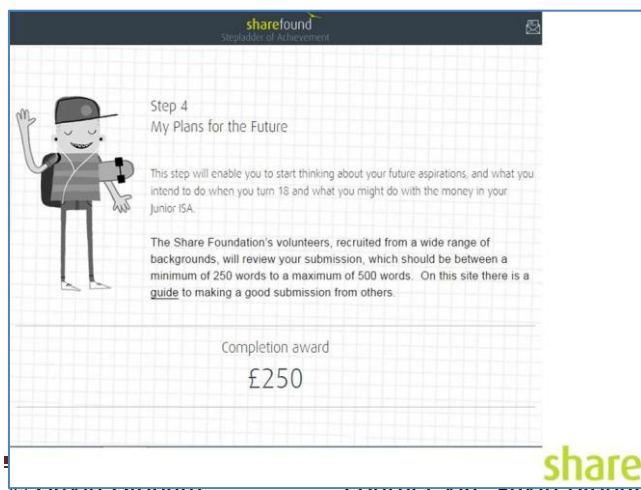 sharefound
Stepladder of Achievement
Step 4
My Plans for the Future
This step will enable you to start thinking about your future aspirations, and what you
intend to do when you turn 18 and what you might do with the money in your
Junior ISA.
The Share Foundation's volunteers, recruited from a wide range of
backgrounds, will review your submission, which should be between a
minimum of 250 words to a maximum of 500 words. On this site there is a
guide to making a good submission from others.
Completion award
£250
share